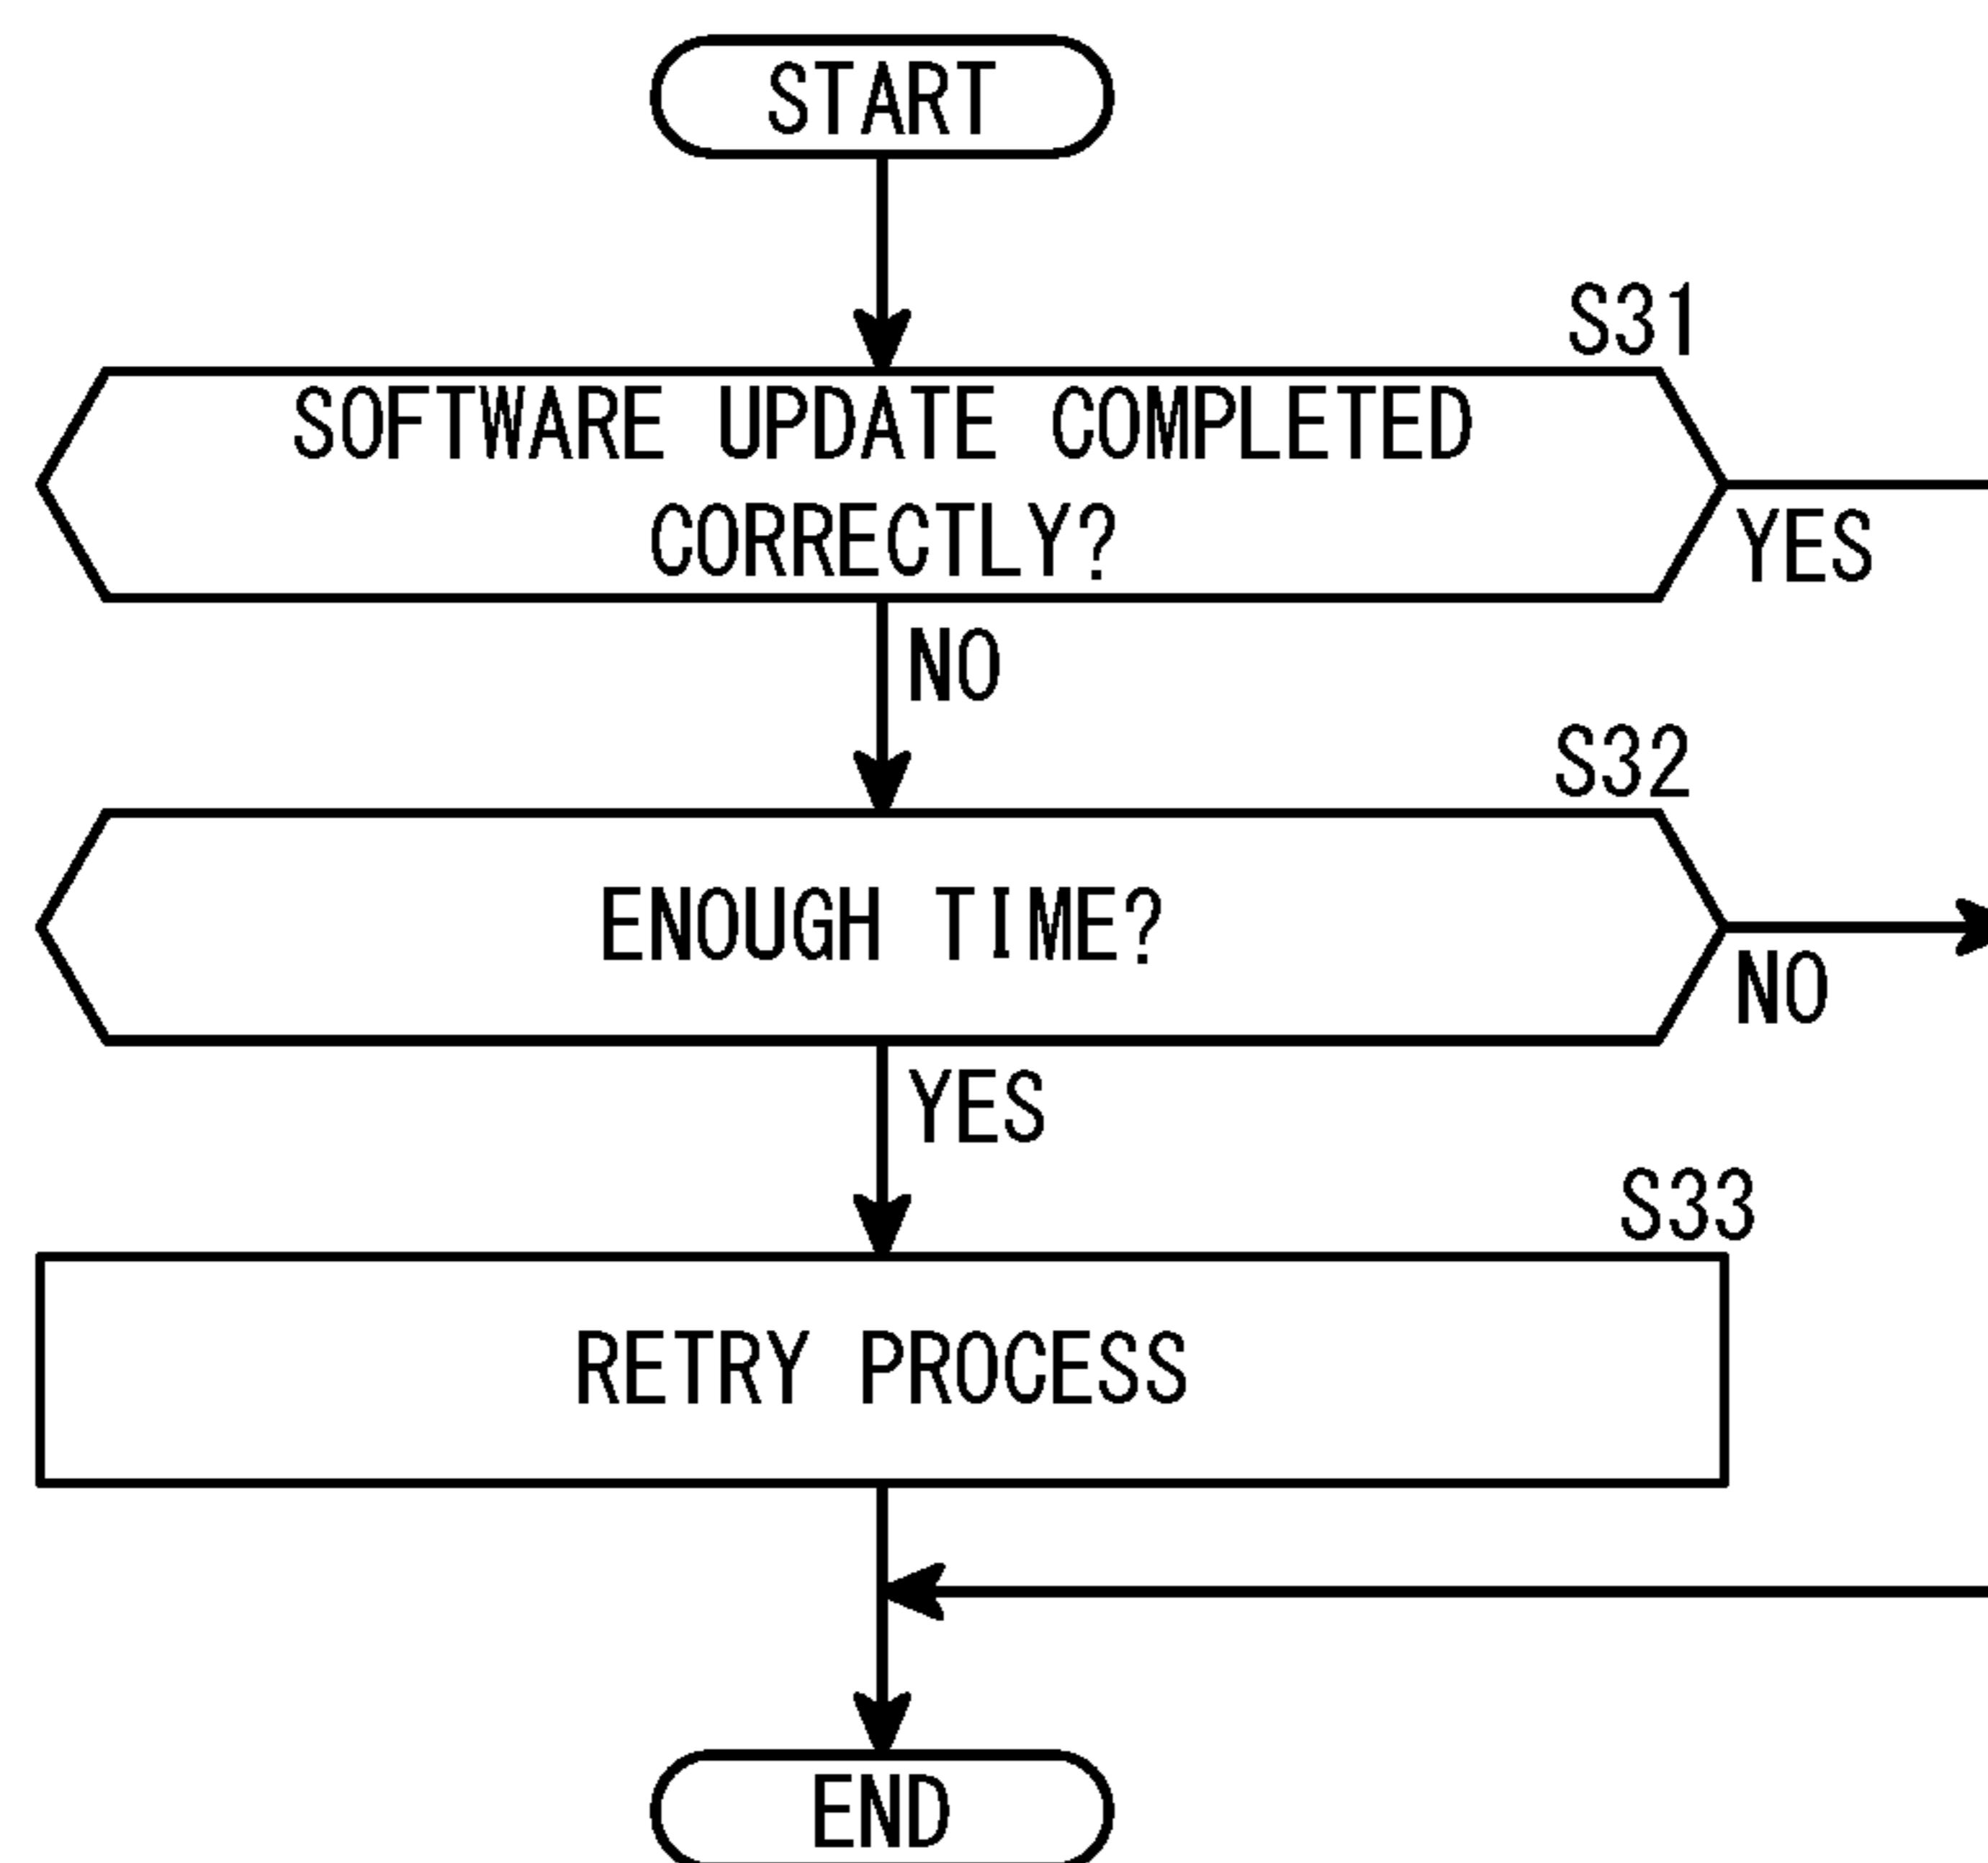 START
S31
SOFTWARE UPDATE COMPLETED
CORRECTLY?
YES
NO
S32
ENOUGH TIME?
NO
YES
S33
RETRY PROCESS
END